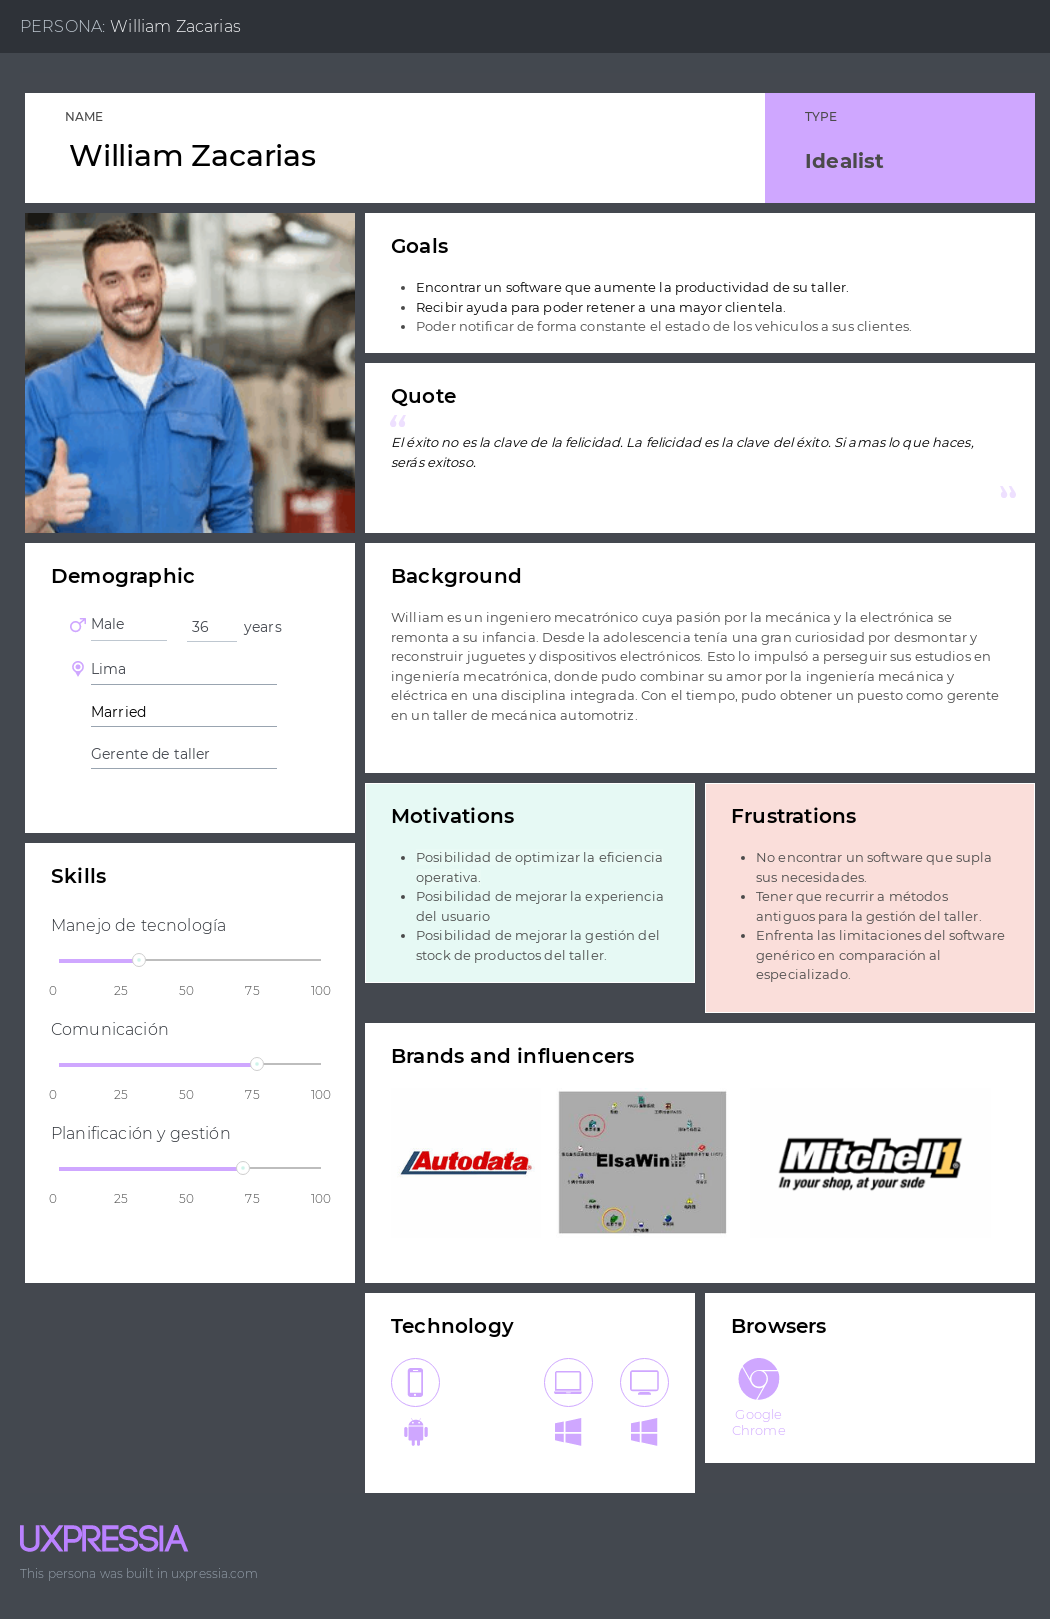 PERSONA: William Zacarias
NAME
William Zacarias
TYPE
Idealist
Goals
Encontrar un software que aumente la productividad de su taller.
Recibir ayuda para poder retener a una mayor clientela.
Poder notificar de forma constante el estado de los vehiculos a sus clientes.
Quote
“
El éxito no es la clave de la felicidad. La felicidad es la clave del éxito. Si amas lo que haces,
serás exitoso.
”
Demographic
Male
36 years
Lima
Married
Gerente de taller
Background
William es un ingeniero mecatrónico cuya pasión por la mecánica y la electrónica se
remonta a su infancia. Desde la adolescencia tenía una gran curiosidad por desmontar y
reconstruir juguetes y dispositivos electrónicos. Esto lo impulsó a perseguir sus estudios en
ingeniería mecatrónica, donde pudo combinar su amor por la ingeniería mecánica y
eléctrica en una disciplina integrada. Con el tiempo, pudo obtener un puesto como gerente
en un taller de mecánica automotriz.
Skills
Manejo de tecnología
0 25 50 75 100
Comunicación
0 25 50 75 100
Planificación y gestión
0 25 50 75 100
Motivations
Posibilidad de optimizar la eficiencia
operativa.
Posibilidad de mejorar la experiencia
del usuario
Posibilidad de mejorar la gestión del
stock de productos del taller.
Frustrations
No encontrar un software que supla
sus necesidades.
Tener que recurrir a métodos
antiguos para la gestión del taller.
Enfrenta las limitaciones del software
genérico en comparación al
especializado.
Brands and influencers
Autodata
ElsaWin
Mitchell1
In your shop, at your side
Technology
Browsers
Google
Chrome
UXPRESSIA
This persona was built in uxpressia.com